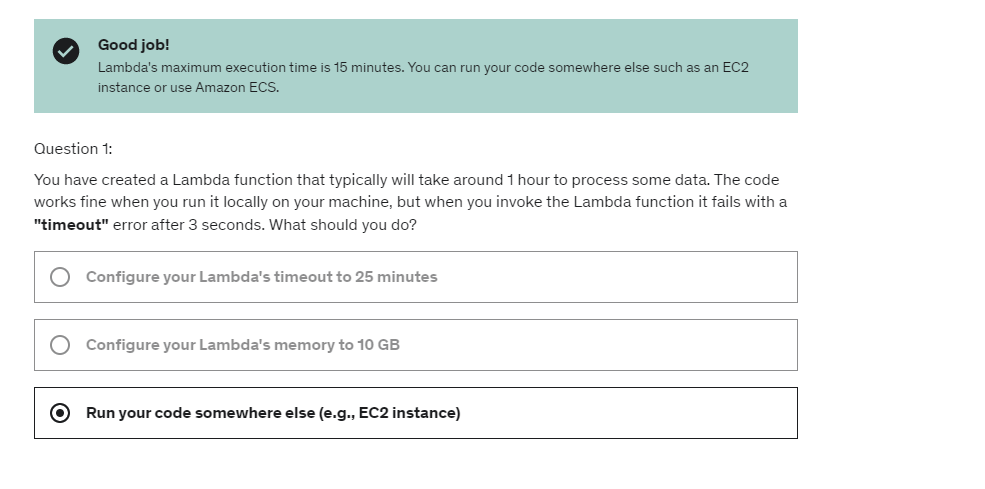 Good job!
Lambda's maximum execution time is 15 minutes. You can run your code somewhere else such as an EC2
instance or use Amazon ECS.
Question 1:
You have created a Lambda function that typically will take around 1 hour to process some data. The code
works fine when you run it locally on your machine, but when you invoke the Lambda function it fails with a
"timeout" error after 3 seconds. What should you do?
Configure your Lambda's timeout to 25 minutes
Configure your Lambda's memory to 10 GB
Run your code somewhere else (e.g., EC2 instance)